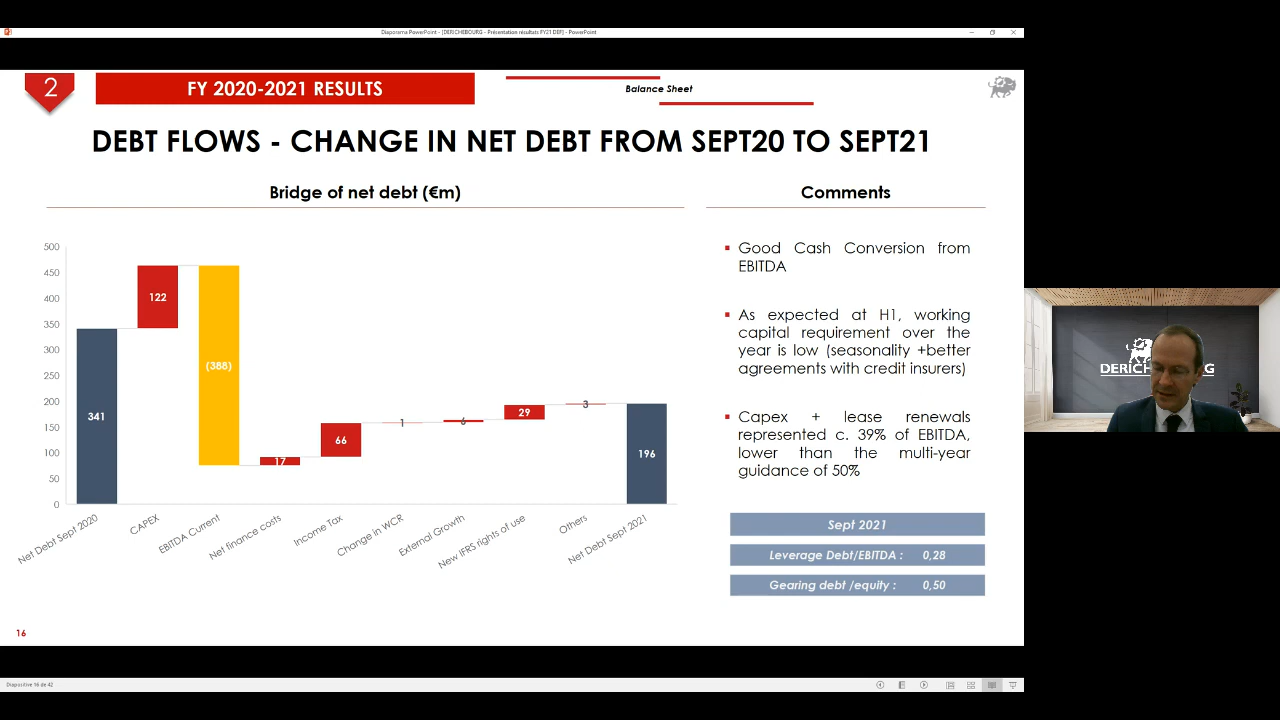 Diaporama PowerPoint - [DERICHEBOURG - Présentation résultats FY21 DEF] - PowerPoint
2
FY 2020-2021 RESULTS
Balance Sheet
DEBT FLOWS - CHANGE IN NET DEBT FROM SEPT20 TO SEPT21
Bridge of net debt (€m)
500
450
400
350
300
250
200
150
100
50
0
341
122
(388)
17
66
1
6
29
3
196
Net Debt Sept 2020
CAPEX
EBITDA Current
Net finance costs
Income Tax
Change in WCR
External Growth
New IFRS rights of use
Others
Net Debt Sept 2021
Comments
Good Cash Conversion from
EBITDA
As expected at H1, working
capital requirement over the
year is low (seasonality +better
agreements with credit insurers)
Capex + lease renewals
represented c. 39% of EBITDA,
lower than the multi-year
guidance of 50%
Sept 2021
Leverage Debt/EBITDA : 0,28
Gearing debt /equity : 0,50
16
Diapositive 16 de 42